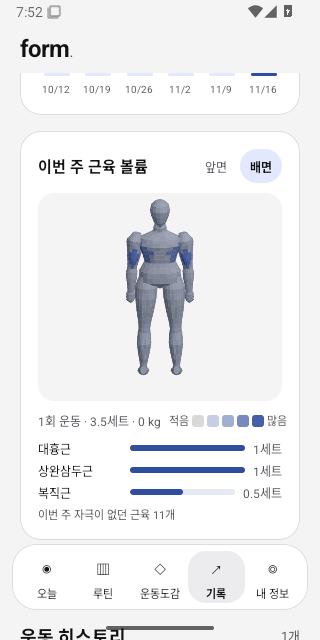 7:52
form.
10/12 10/19 10/26 11/2 11/9 11/16
이번 주 근육 볼륨 앞면 배면
1회 운동 · 3.5세트 · 0 kg 적음 많음
대흉근 1세트
상완삼두근 1세트
복직근 0.5세트
이번 주 자극이 없던 근육 11개
오늘 루틴 운동도감 기록 내 정보
운동 히스토리 1개